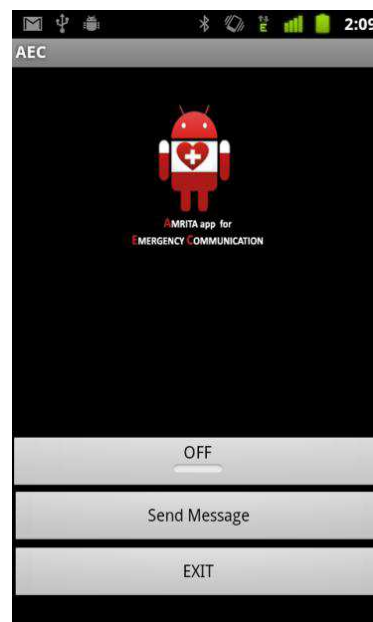 2:09
AEC
AMRITA app for
EMERGENCY COMMUNICATION
OFF
Send Message
EXIT